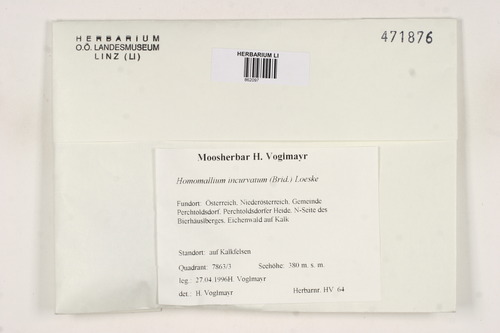 HERBARIUM
O.Ö. LANDESMUSEUM
LINZ (LI)
471876
HERBARIUM LI
Moosherbar H. Voglmayr
Homomallium incurvatum (Brid.) Loeske
Fundort: Österreich. Niederösterreich. Gemeinde
Perchtoldsdorf. Perchtoldsdorfer Heide. N-Seite des
Bierhäuslberges. Eichenwald auf Kalk
Standort: auf Kalkfelsen
Quadrant: 7863/3 Seehöhe: 380 m. s. m.
leg.: 27.04.1996H. Voglmayr
det.: H. Voglmayr Herbarnr. HV 64